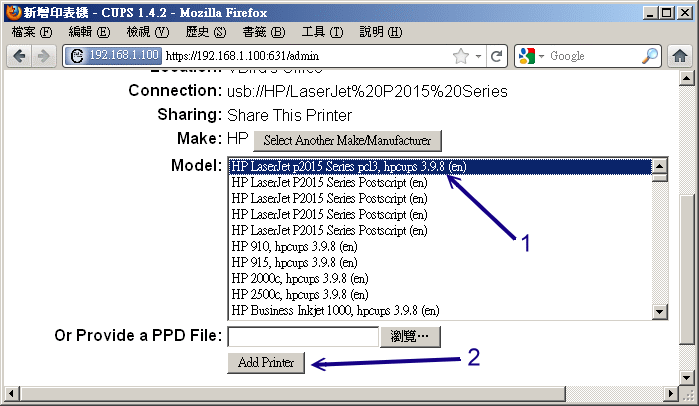 新增印表機 - CUPS 1.4.2 - Mozilla Firefox
檔案 (F) 編輯 (E) 檢視 (V) 歷史 (S) 書籤 (B) 工具 (T) 說明 (H)
192.168.1.100 https://192.168.1.100:631/admin Google
Location: VBird's Office
Connection: usb://HP/LaserJet%20P2015%20Series
Sharing: Share This Printer
Make: HP Select Another Make/Manufacturer
Model: HP LaserJet p2015 Series pcl3, hpcups 3.9.8 (en)
HP LaserJet P2015 Series Postscript (en)
HP LaserJet P2015 Series Postscript (en)
HP LaserJet P2015 Series Postscript (en)
HP LaserJet P2015 Series Postscript (en)
HP 910, hpcups 3.9.8 (en)
HP 915, hpcups 3.9.8 (en)
HP 2000c, hpcups 3.9.8 (en)
HP 2500c, hpcups 3.9.8 (en)
HP Business Inkjet 1000, hpcups 3.9.8 (en)
1
Or Provide a PPD File: 瀏覽…
Add Printer
2